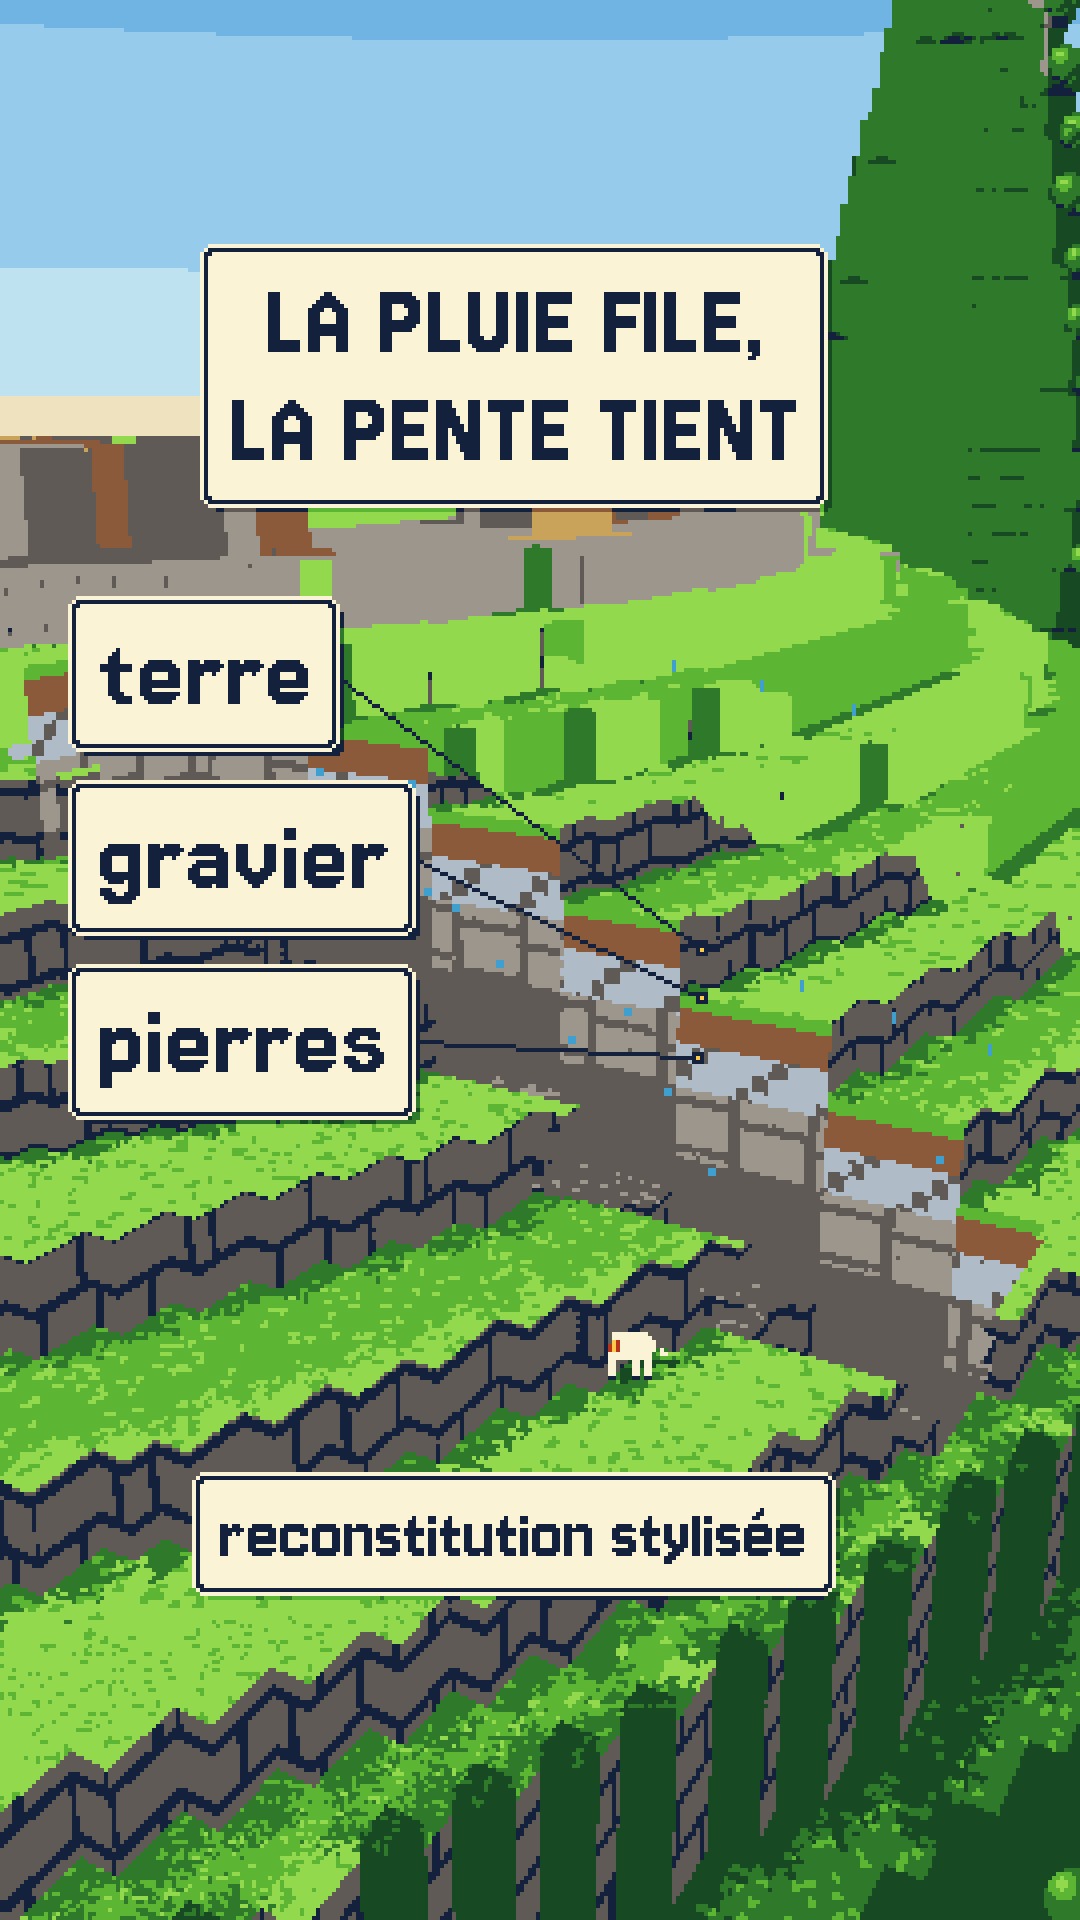 LA PLUIE FILE,
LA PENTE TIENT
terre
gravier
pierres
reconstitution stylisée